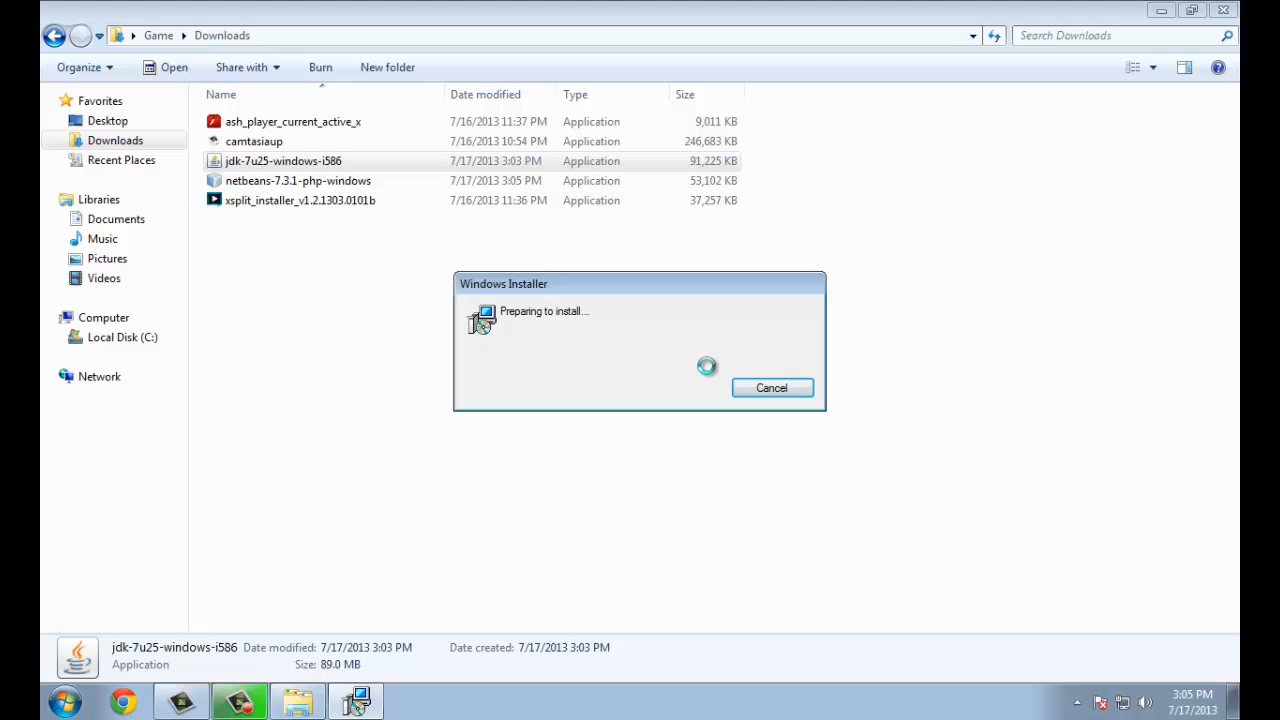 Game Downloads
Search Downloads
Organize Open Share with Burn New folder
Name Date modified Type Size
Favorites
Desktop
Downloads
Recent Places
Libraries
Documents
Music
Pictures
Videos
Computer
Local Disk (C:)
Network
ash_player_current_active_x 7/16/2013 11:37 PM Application 9,011 KB
camtasiaup 7/16/2013 10:54 PM Application 246,683 KB
jdk-7u25-windows-i586 7/17/2013 3:03 PM Application 91,225 KB
netbeans-7.3.1-php-windows 7/17/2013 3:05 PM Application 53,102 KB
xsplit_installer_v1.2.1303.0101b 7/16/2013 11:36 PM Application 37,257 KB
Windows Installer
Preparing to install...
Cancel
jdk-7u25-windows-i586 Date modified: 7/17/2013 3:03 PM Date created: 7/17/2013 3:03 PM
Application Size: 89.0 MB
3:05 PM
7/17/2013